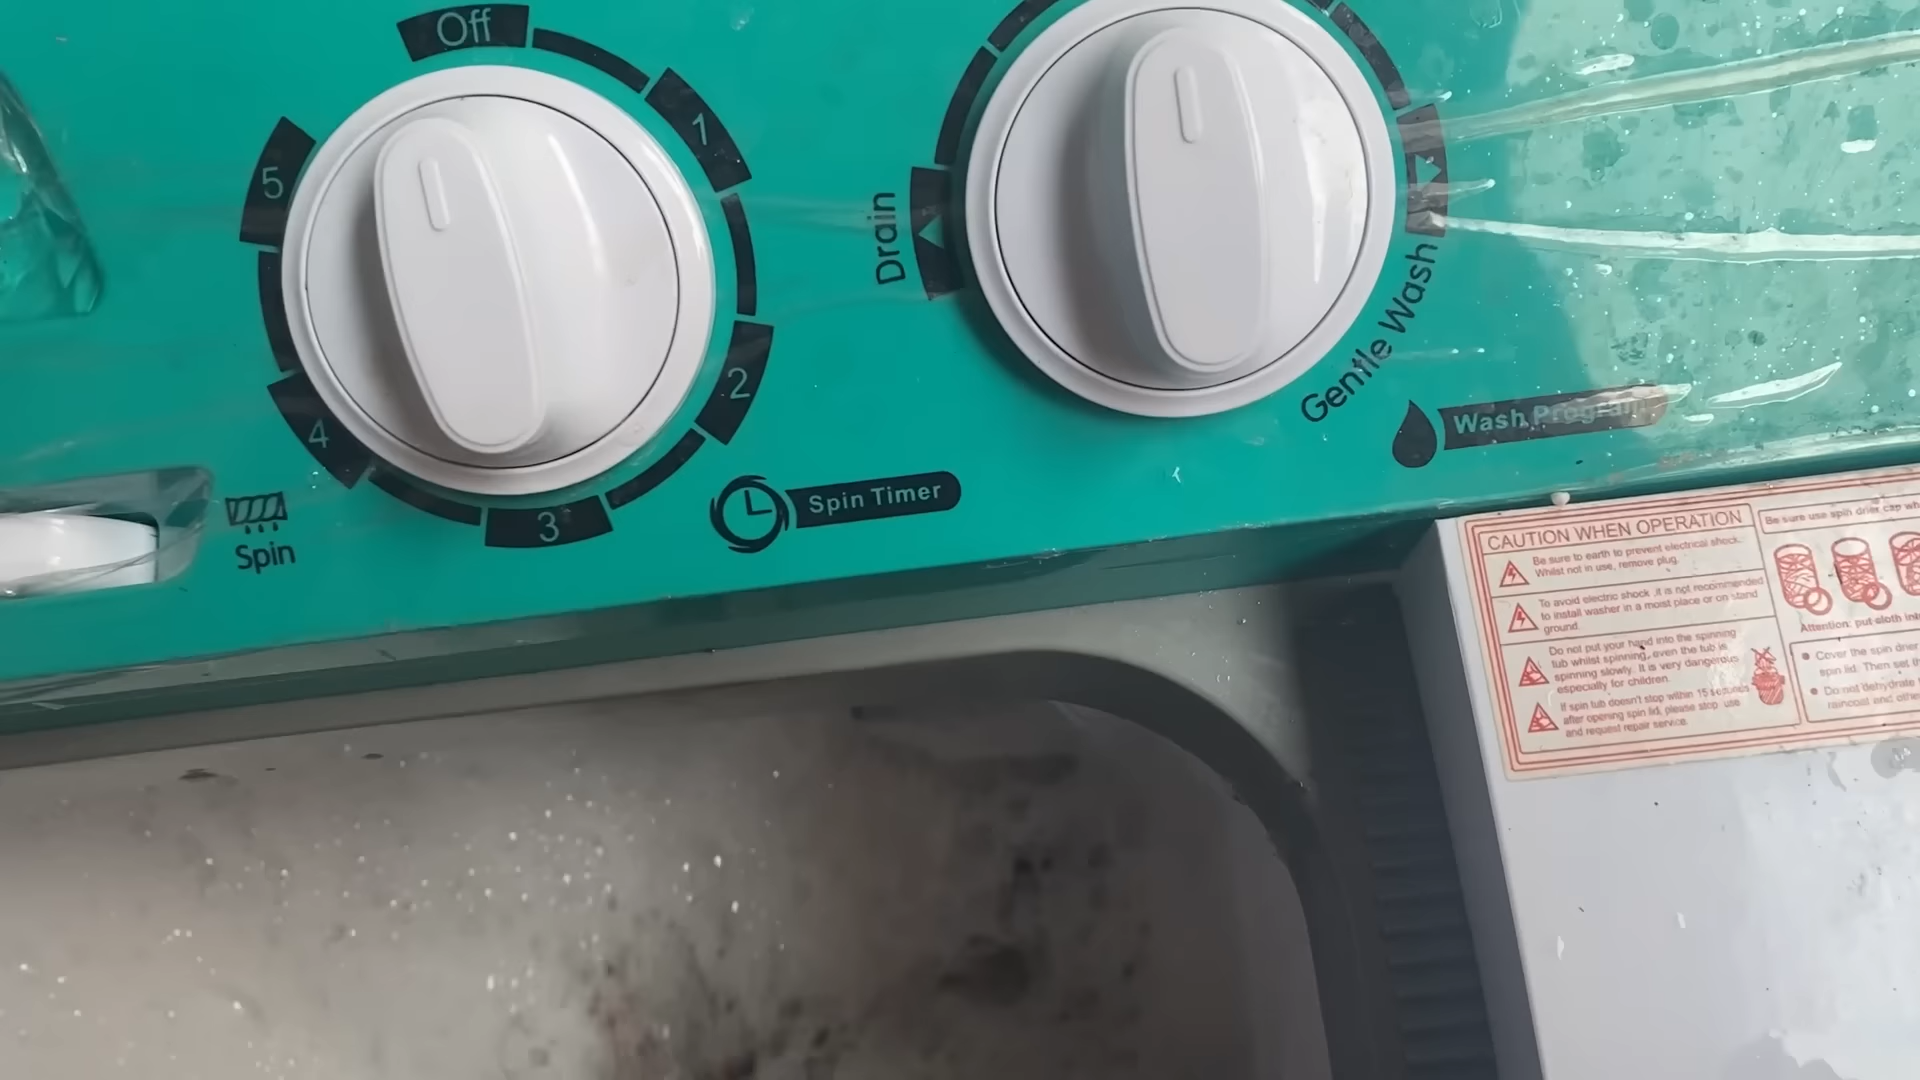 Off
1
2
3
4
5
Spin
Spin Timer
Drain
Gentle Wash
Wash Program
CAUTION WHEN OPERATION
Be sure to earth to prevent electrical shock.
Whilst not in use, remove plug.
To avoid electric shock ,it is not recommended
to install washer in a moist place or on stand
ground.
Do not put your hand into the spinning
tub whilst spinning, even the tub is
spinning slowly. It is very dangerous
especially for children.
If spin tub doesn't stop within 15 seconds
after opening spin lid, please stop use
and request repair service.
Be sure use spin drier cap
Attention: put cloth
Cover the spin drier
spin lid. Then set
Do not dehydrate
raincoat and